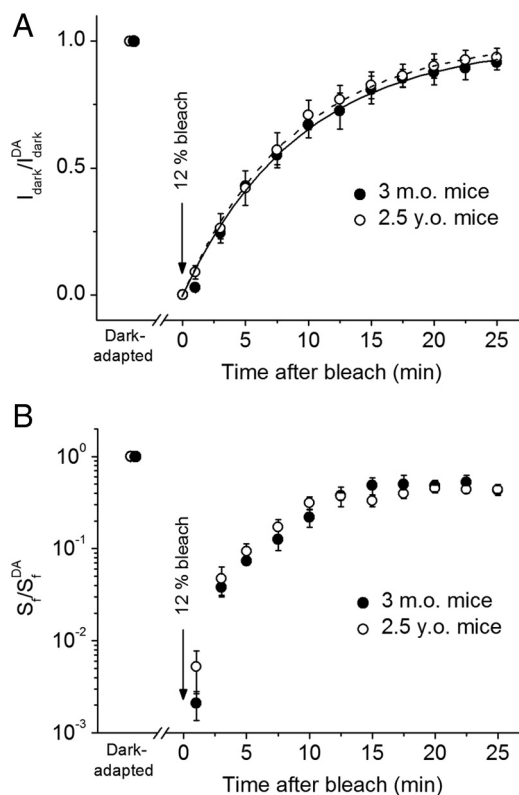 A
I_dark/I^DA_dark
1.0
0.5
0.0
12 % bleach
3 m.o. mice
2.5 y.o. mice
Dark-
adapted
0 5 10 15 20 25
Time after bleach (min)
B
S_f/S_f^DA
10^0
10^-1
10^-2
10^-3
12 % bleach
3 m.o. mice
2.5 y.o. mice
Dark-
adapted
0 5 10 15 20 25
Time after bleach (min)